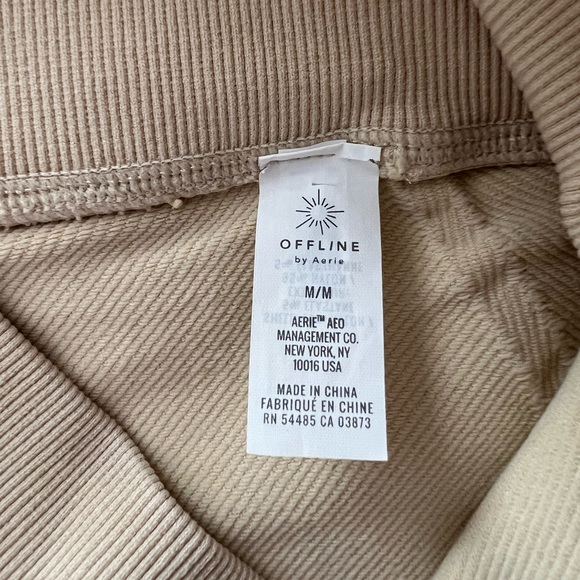 OFFLINE
by Aerie
M/M
AERIE™ AEO
MANAGEMENT CO.
NEW YORK, NY
10016 USA
MADE IN CHINA
FABRIQUÉ EN CHINE
RN 54485 CA 03873